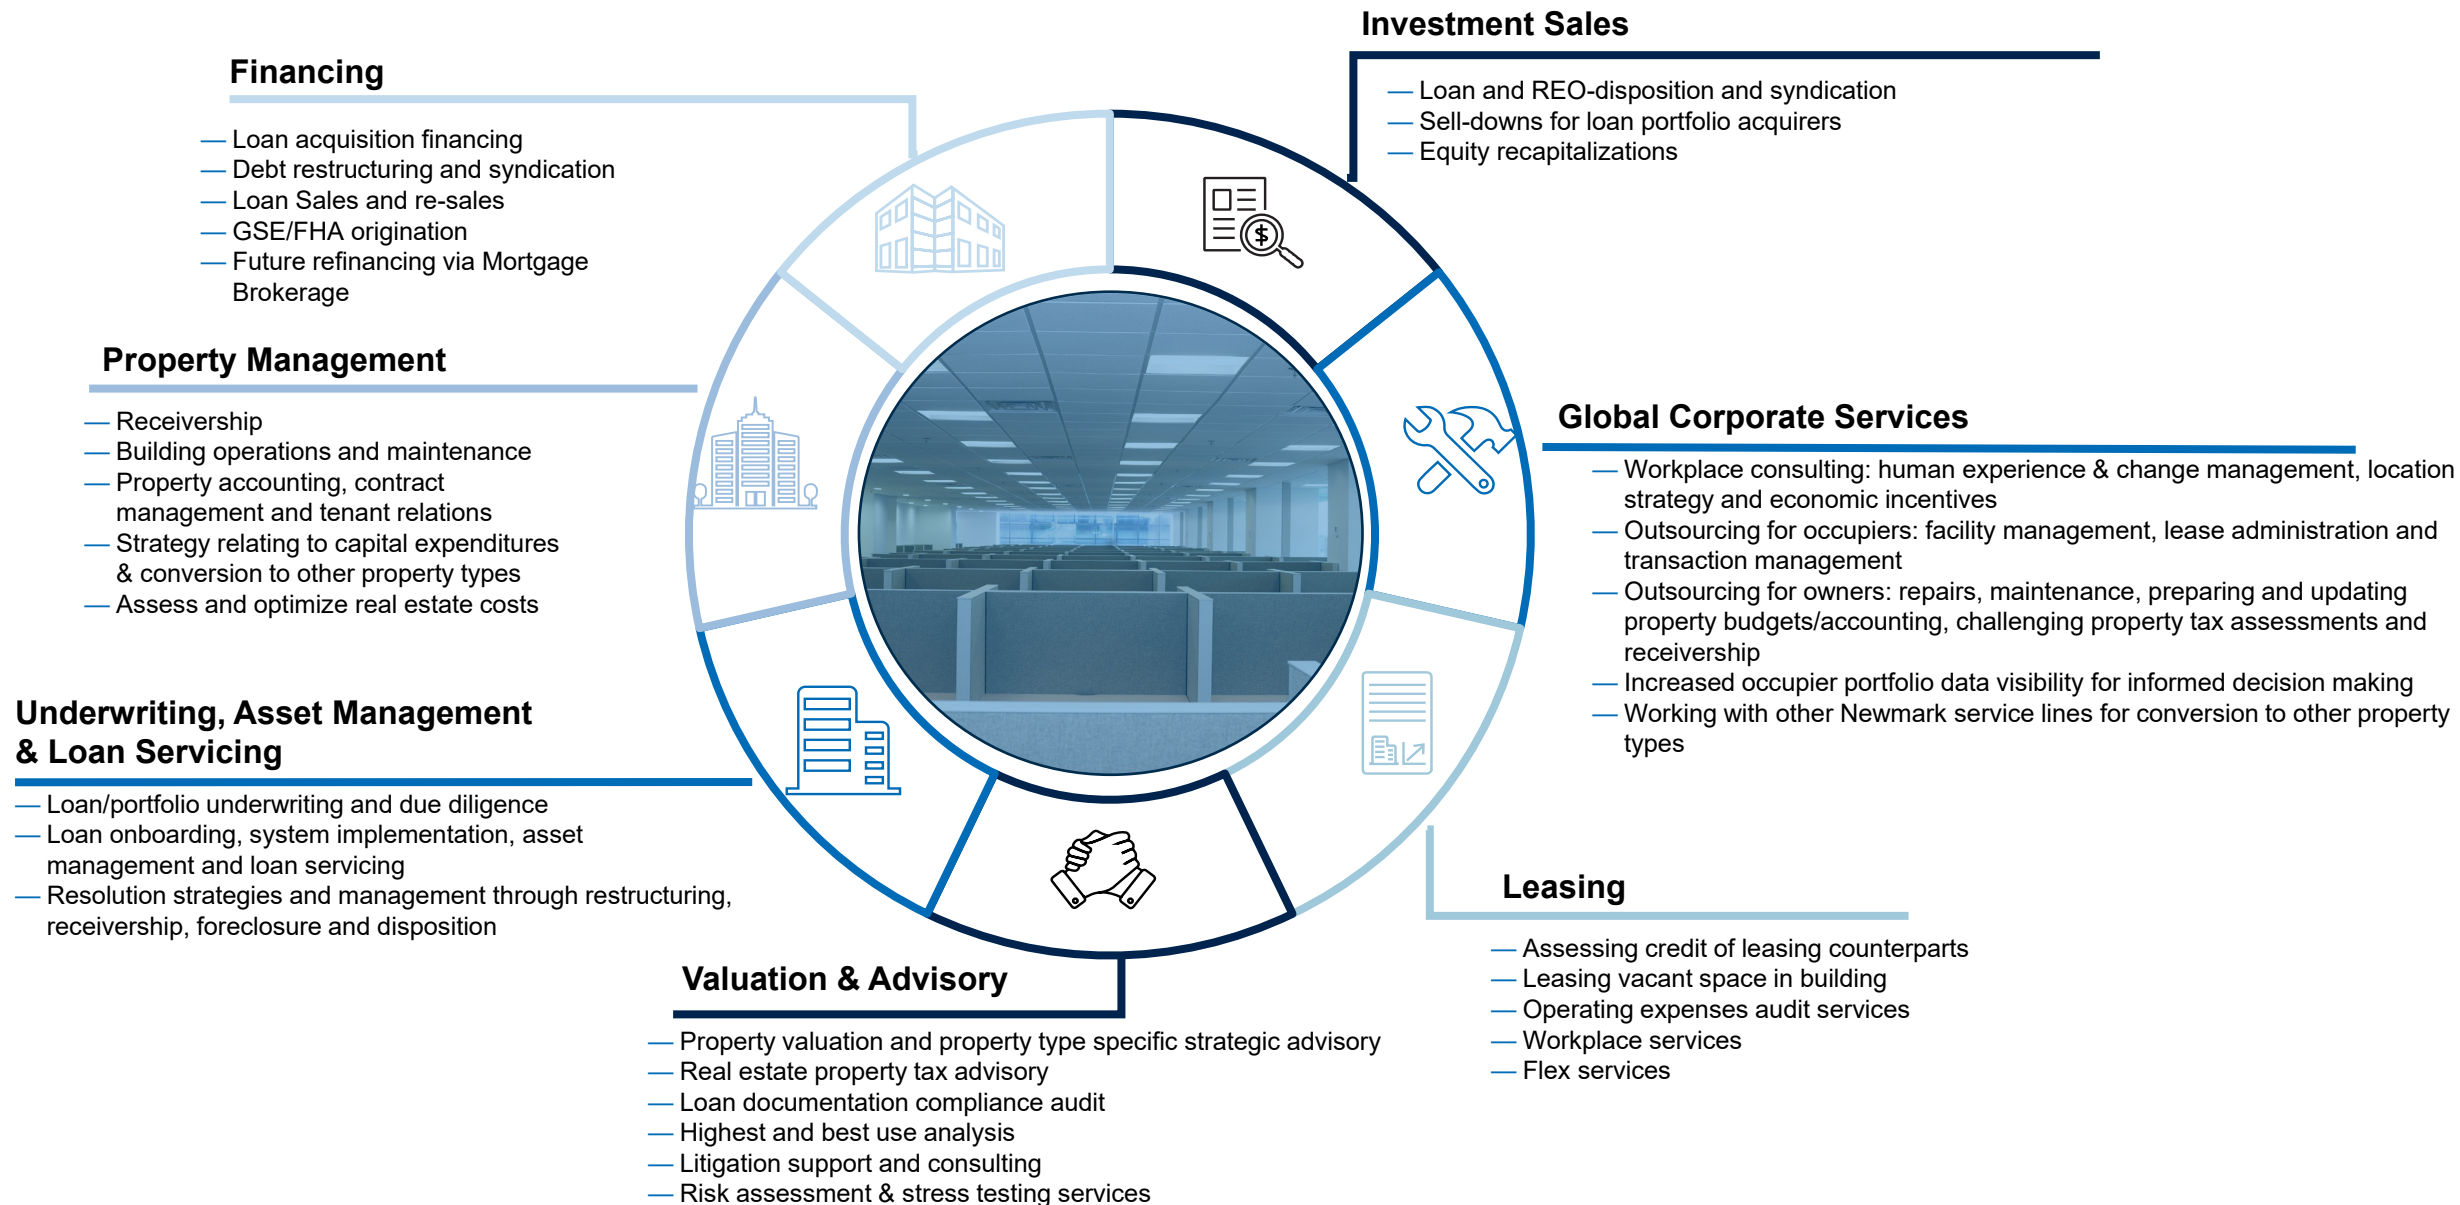 Investment Sales
— Loan and REO-disposition and syndication
— Sell-downs for loan portfolio acquirers
— Equity recapitalizations
Financing
— Loan acquisition financing
— Debt restructuring and syndication
— Loan Sales and re-sales
— GSE/FHA origination
— Future refinancing via Mortgage
Brokerage
Property Management
— Receivership
— Building operations and maintenance
— Property accounting, contract
management and tenant relations
— Strategy relating to capital expenditures
& conversion to other property types
— Assess and optimize real estate costs
Global Corporate Services
— Workplace consulting: human experience & change management, location
strategy and economic incentives
— Outsourcing for occupiers: facility management, lease administration and
transaction management
— Outsourcing for owners: repairs, maintenance, preparing and updating
property budgets/accounting, challenging property tax assessments and
receivership
— Increased occupier portfolio data visibility for informed decision making
— Working with other Newmark service lines for conversion to other property
types
Underwriting, Asset Management
& Loan Servicing
— Loan/portfolio underwriting and due diligence
— Loan onboarding, system implementation, asset
management and loan servicing
— Resolution strategies and management through restructuring,
receivership, foreclosure and disposition
Leasing
— Assessing credit of leasing counterparts
— Leasing vacant space in building
— Operating expenses audit services
— Workplace services
— Flex services
Valuation & Advisory
— Property valuation and property type specific strategic advisory
— Real estate property tax advisory
— Loan documentation compliance audit
— Highest and best use analysis
— Litigation support and consulting
— Risk assessment & stress testing services
$